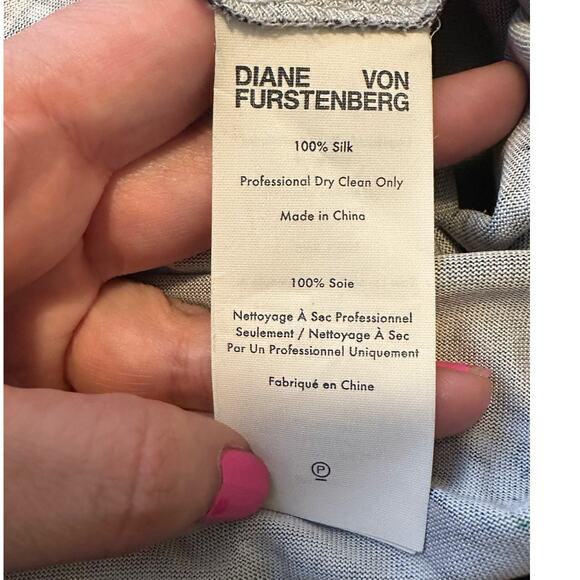 DIANE VON
FURSTENBERG
100% Silk
Professional Dry Clean Only
Made in China
100% Soie
Nettoyage À Sec Professionnel
Seulement / Nettoyage À Sec
Par Un Professionnel Uniquement
Fabriqué en Chine
P